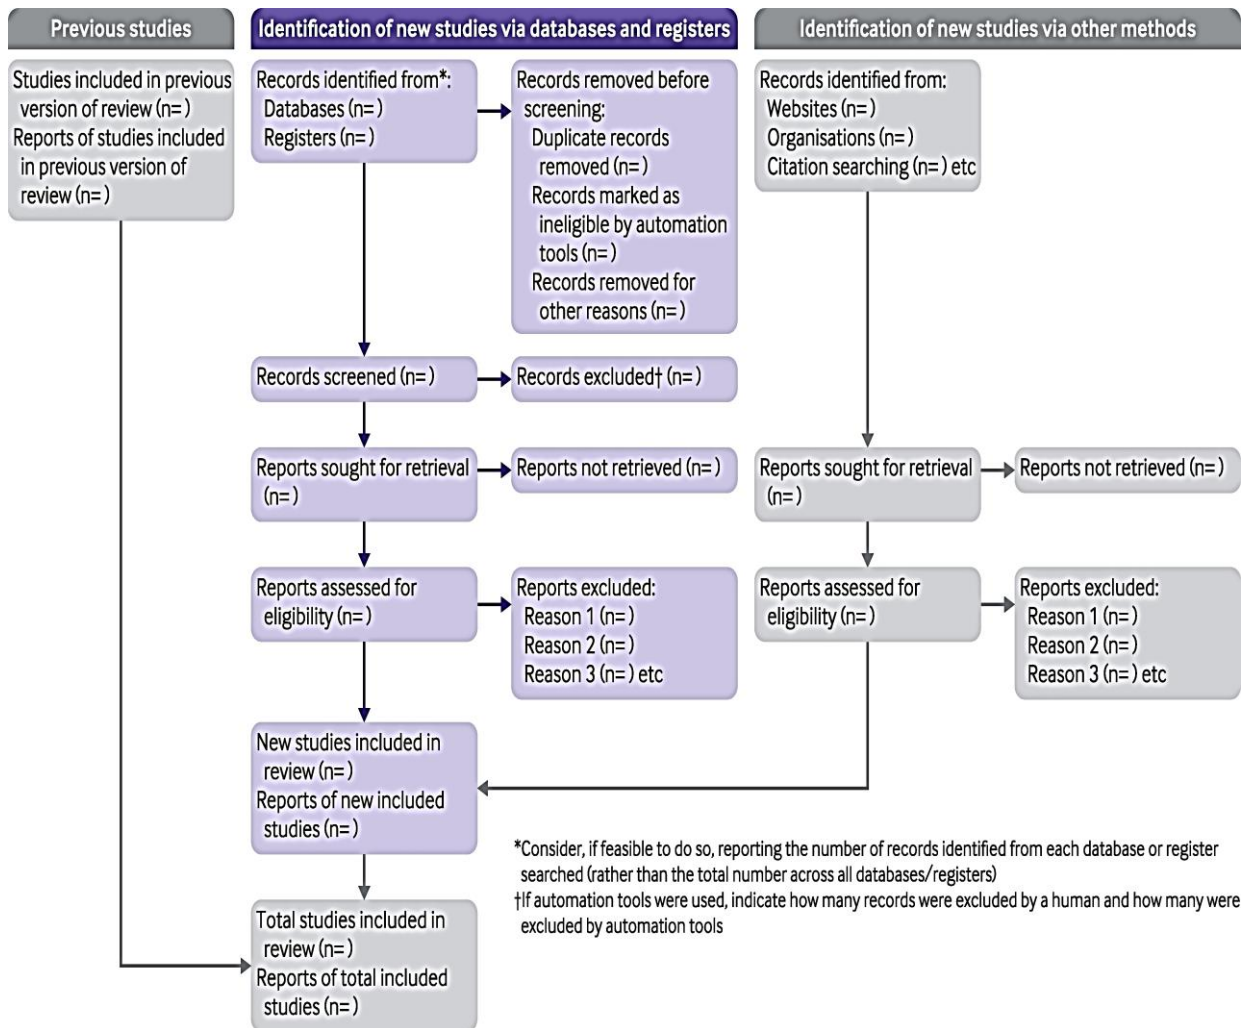 Previous studies
Identification of new studies via databases and registers
Identification of new studies via other methods
Studies included in previous
version of review (n= )
Reports of studies included
in previous version of
review (n= )
Records identified from*:
Databases (n= )
Registers (n= )
Records removed before
screening:
Duplicate records
removed (n= )
Records marked as
ineligible by automation
tools (n= )
Records removed for
other reasons (n= )
Records identified from:
Websites (n= )
Organisations (n= )
Citation searching (n= ) etc
Records screened (n= )
Records excluded† (n= )
Reports sought for retrieval
(n= )
Reports not retrieved (n= )
Reports sought for retrieval
(n= )
Reports not retrieved (n= )
Reports assessed for
eligibility (n= )
Reports excluded:
Reason 1 (n= )
Reason 2 (n= )
Reason 3 (n= ) etc
Reports assessed for
eligibility (n= )
Reports excluded:
Reason 1 (n= )
Reason 2 (n= )
Reason 3 (n= ) etc
New studies included in
review (n= )
Reports of new included
studies (n= )
Total studies included in
review (n= )
Reports of total included
studies (n= )
*Consider, if feasible to do so, reporting the number of records identified from each database or register
searched (rather than the total number across all databases/registers)
†If automation tools were used, indicate how many records were excluded by a human and how many were
excluded by automation tools